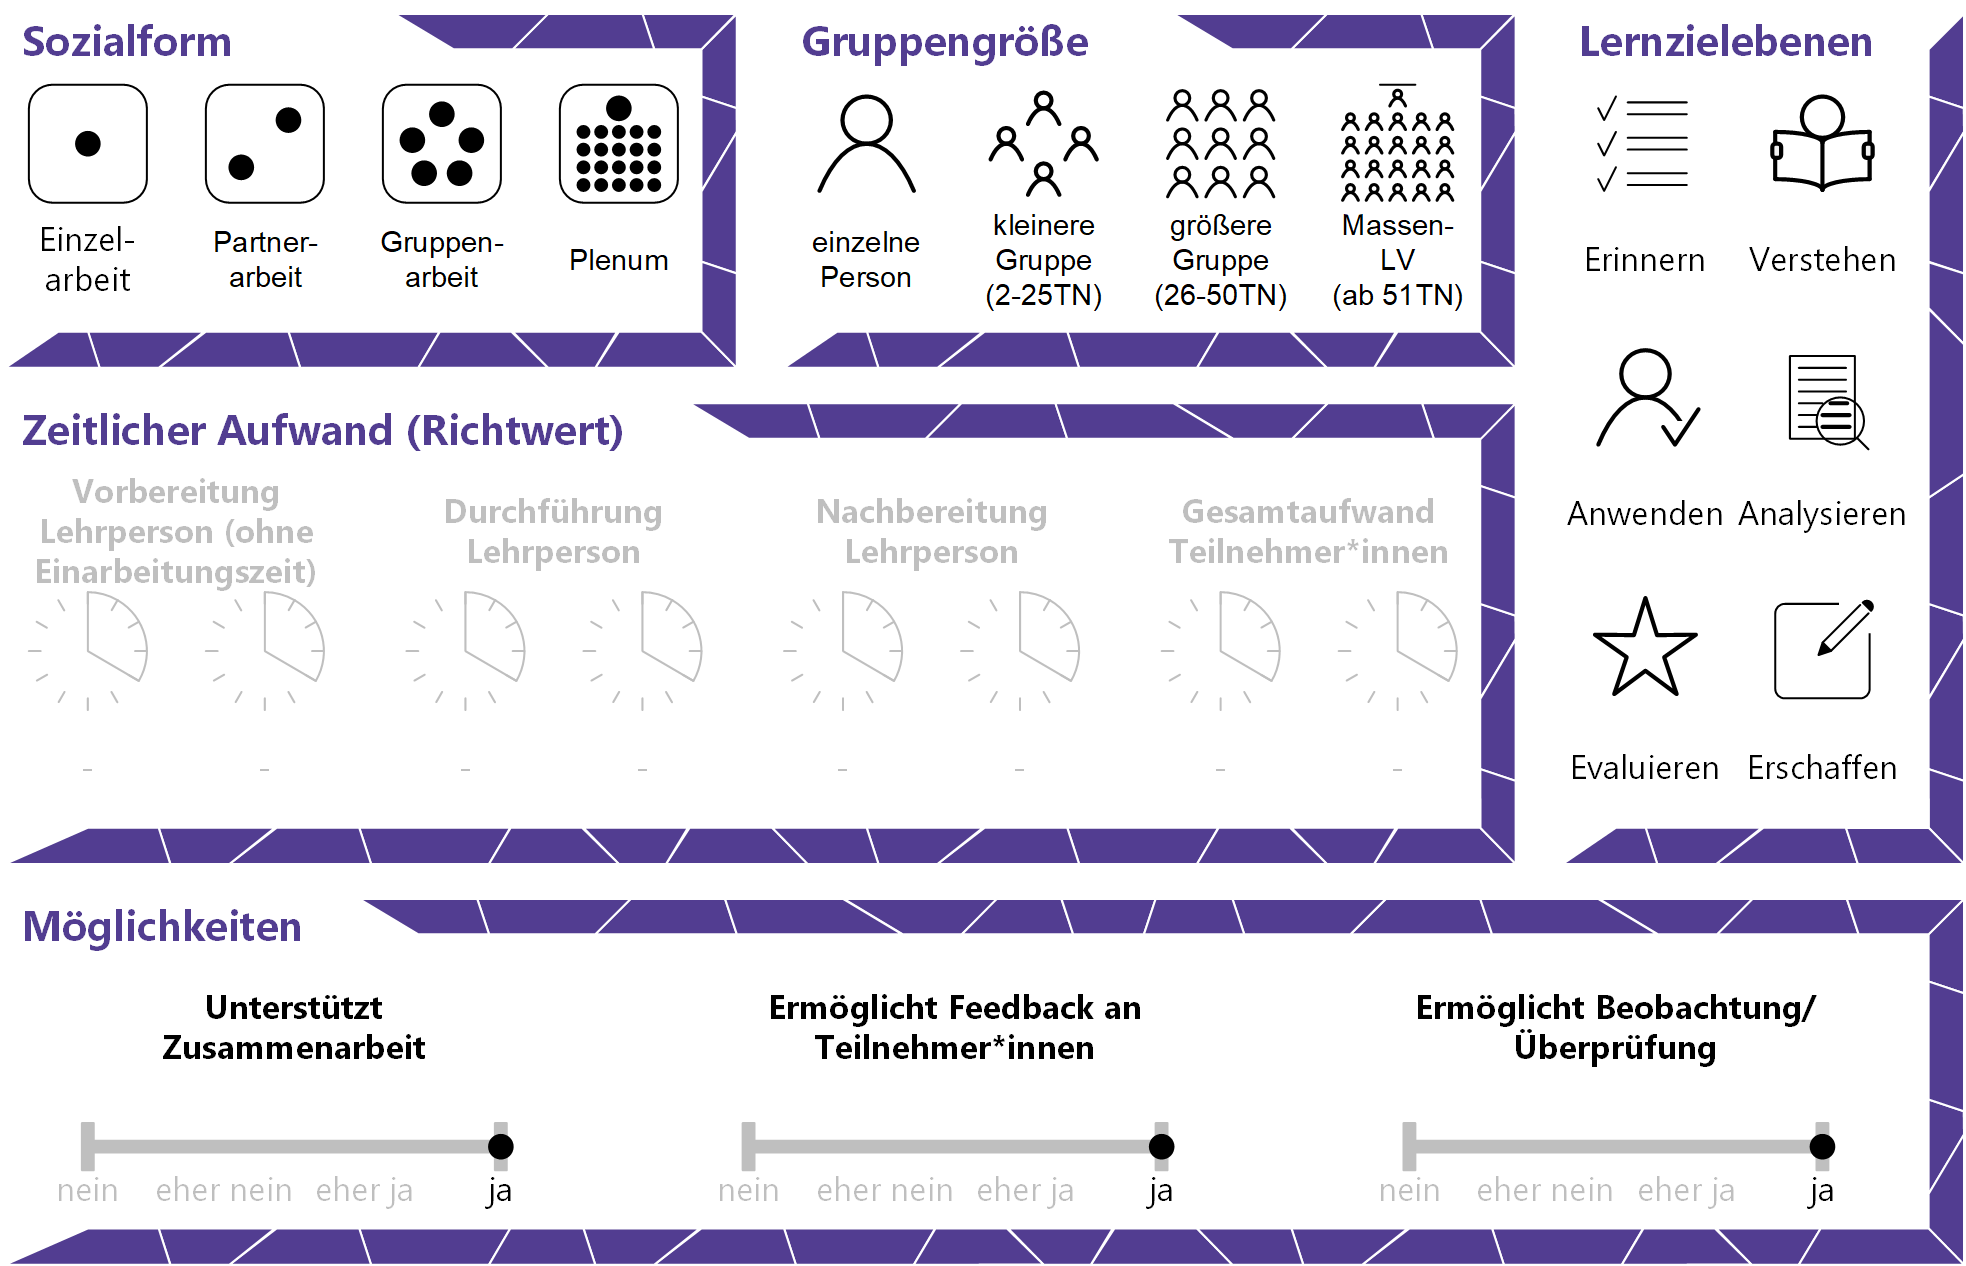 Sozialform
Einzel-
arbeit
Partner-
arbeit
Gruppen-
arbeit
Plenum
Gruppengröße
einzelne
Person
kleinere
Gruppe
(2-25TN)
größere
Gruppe
(26-50TN)
Massen-
LV
(ab 51TN)
Lernzielebenen
Erinnern
Verstehen
Anwenden
Analysieren
Evaluieren
Erschaffen
Zeitlicher Aufwand (Richtwert)
Vorbereitung
Lehrperson (ohne
Einarbeitungszeit)
Durchführung
Lehrperson
Nachbereitung
Lehrperson
Gesamtaufwand
Teilnehmer*innen
- - - - - - - -
Möglichkeiten
Unterstützt
Zusammenarbeit
nein eher nein eher ja ja
Ermöglicht Feedback an
Teilnehmer*innen
nein eher nein eher ja ja
Ermöglicht Beobachtung/
Überprüfung
nein eher nein eher ja ja